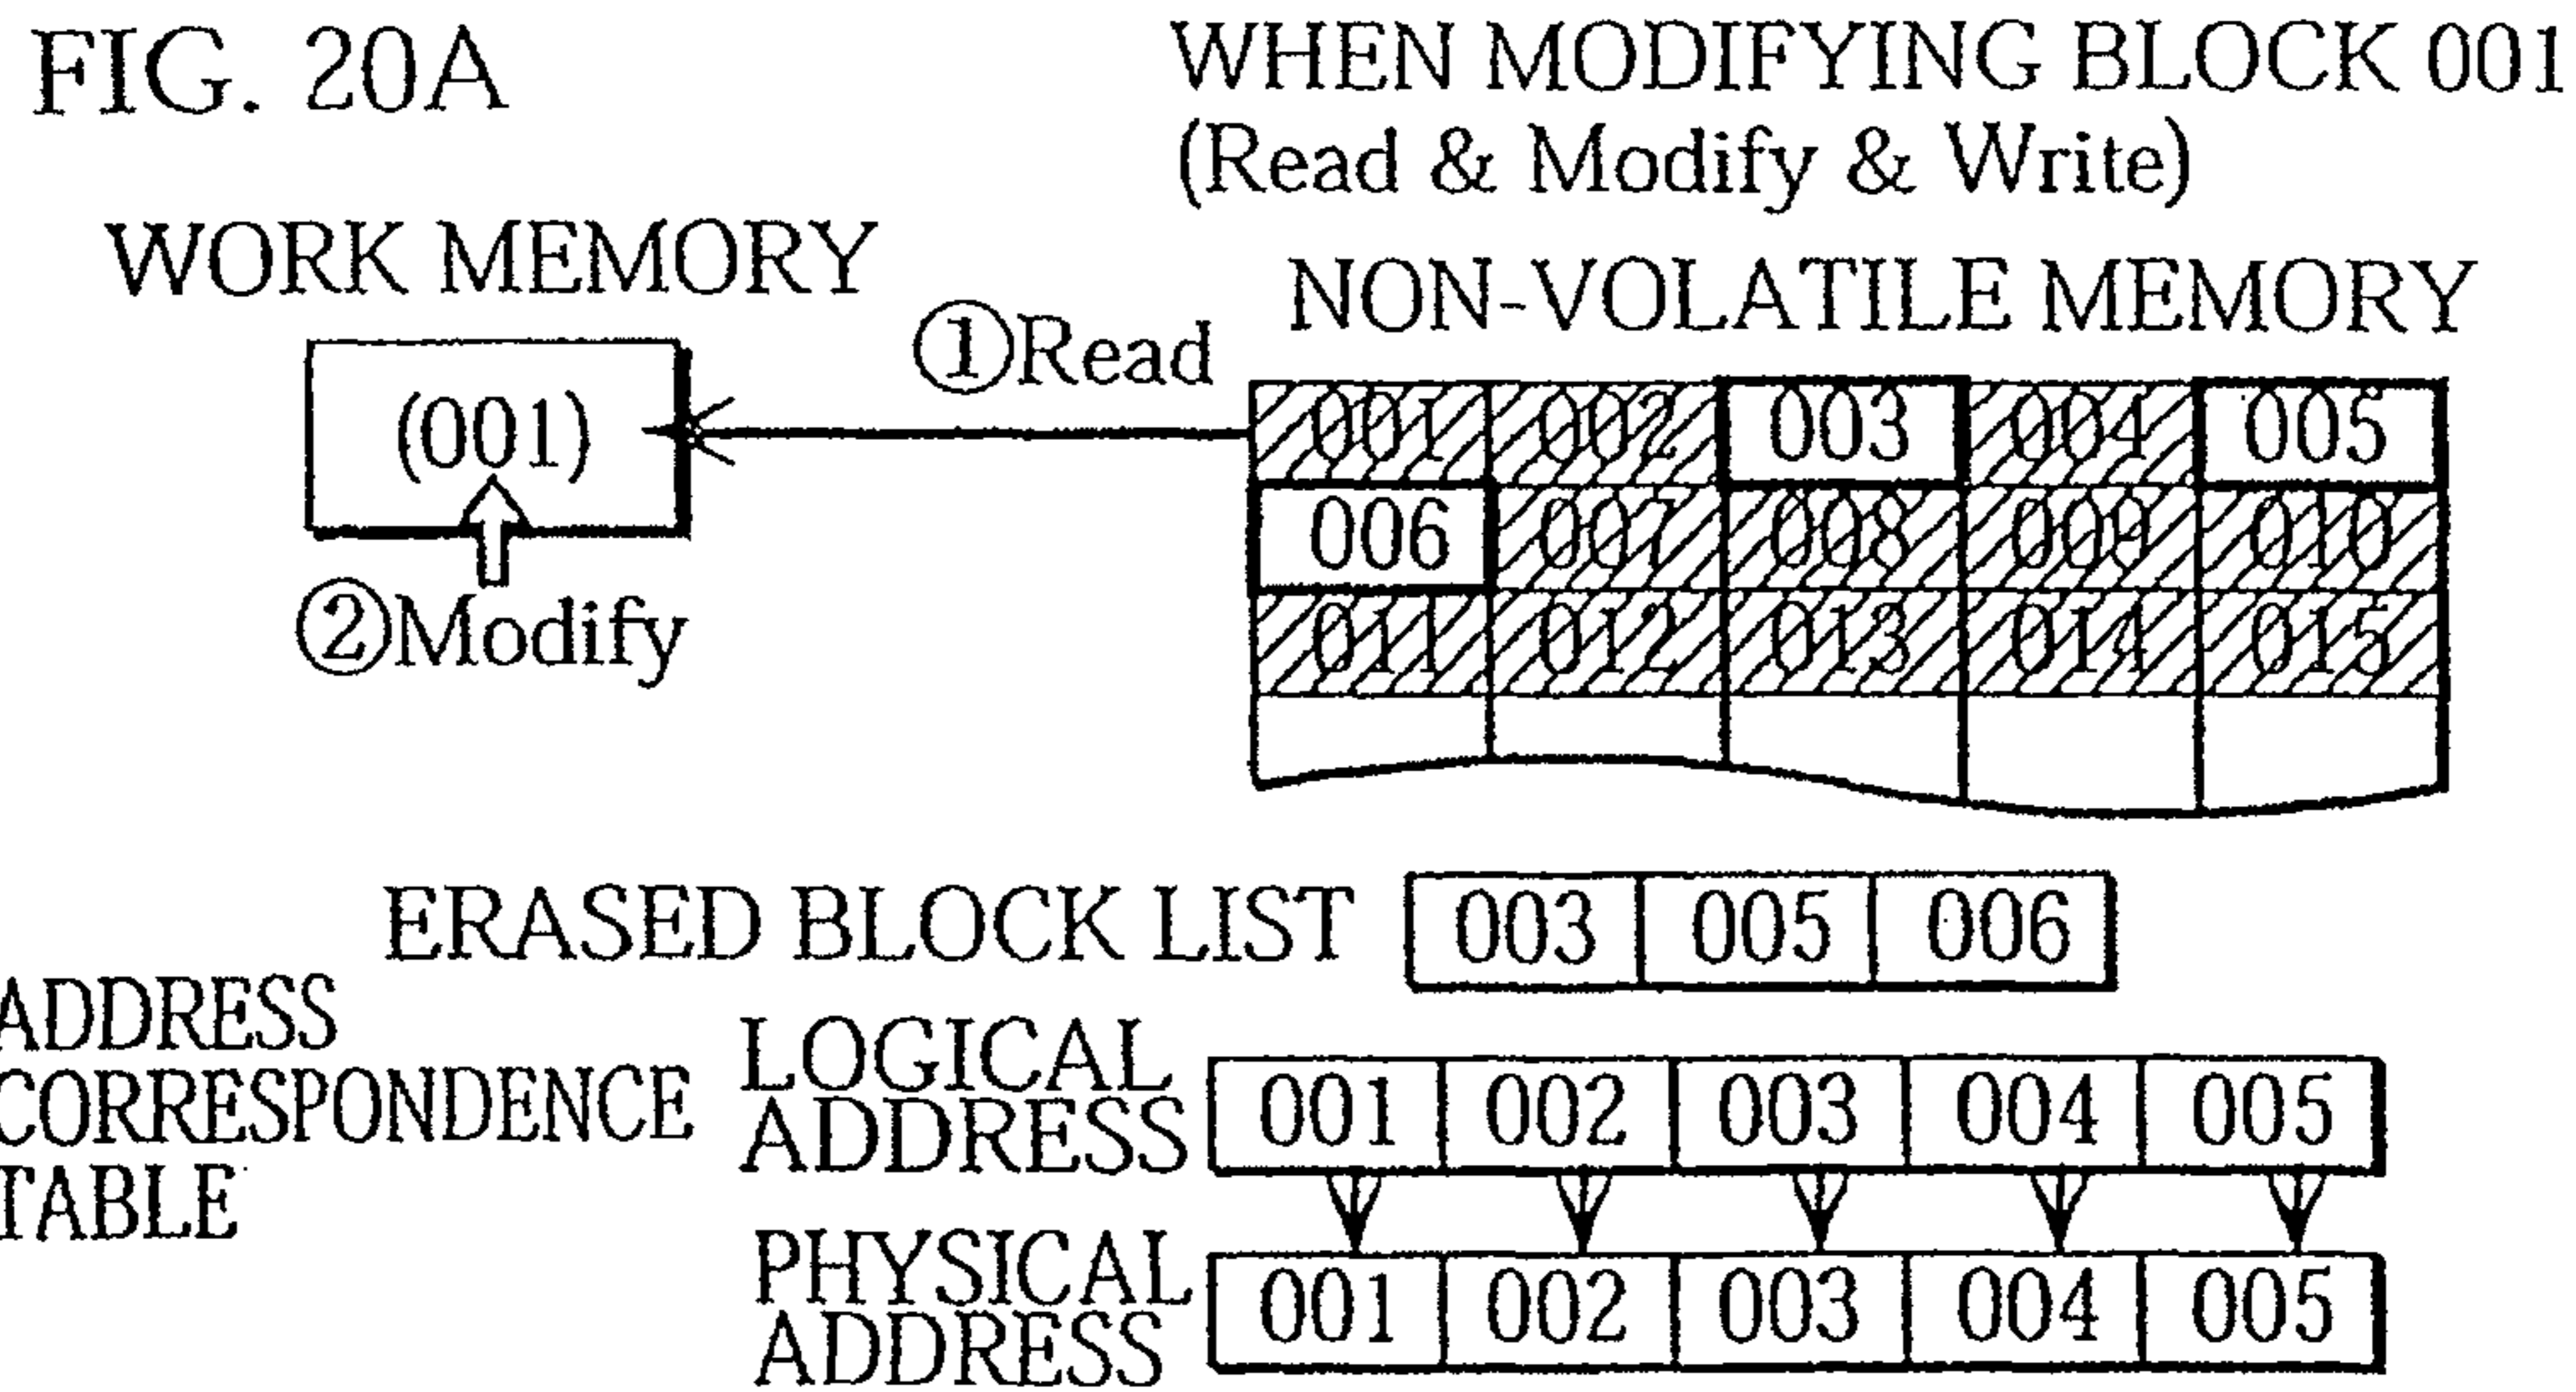 FIG. 20A
WHEN MODIFYING BLOCK 001
(Read & Modify & Write)
WORK MEMORY
NON-VOLATILE MEMORY
①Read
(001)
②Modify
001 002 003 004 005
006 007 008 009 010
011 012 013 014 015
ERASED BLOCK LIST 003 005 006
ADDRESS
CORRESPONDENCE
TABLE
LOGICAL
ADDRESS
001 002 003 004 005
PHYSICAL
ADDRESS
001 002 003 004 005